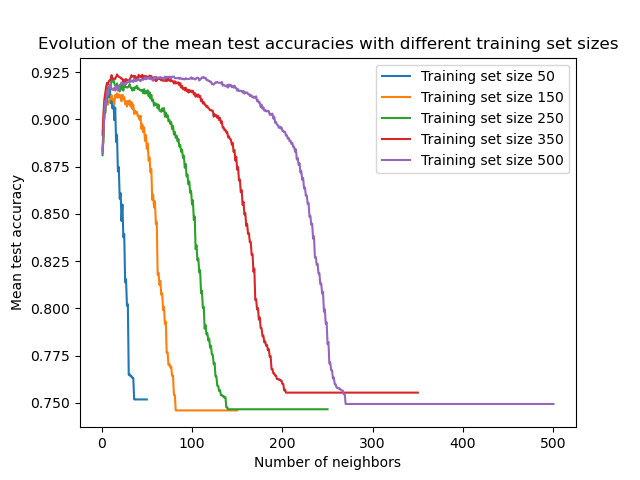 Evolution of the mean test accuracies with different training set sizes
Training set size 50
Training set size 150
Training set size 250
Training set size 350
Training set size 500
Mean test accuracy
0.925
0.900
0.875
0.850
0.825
0.800
0.775
0.750
0 100 200 300 400 500
Number of neighbors